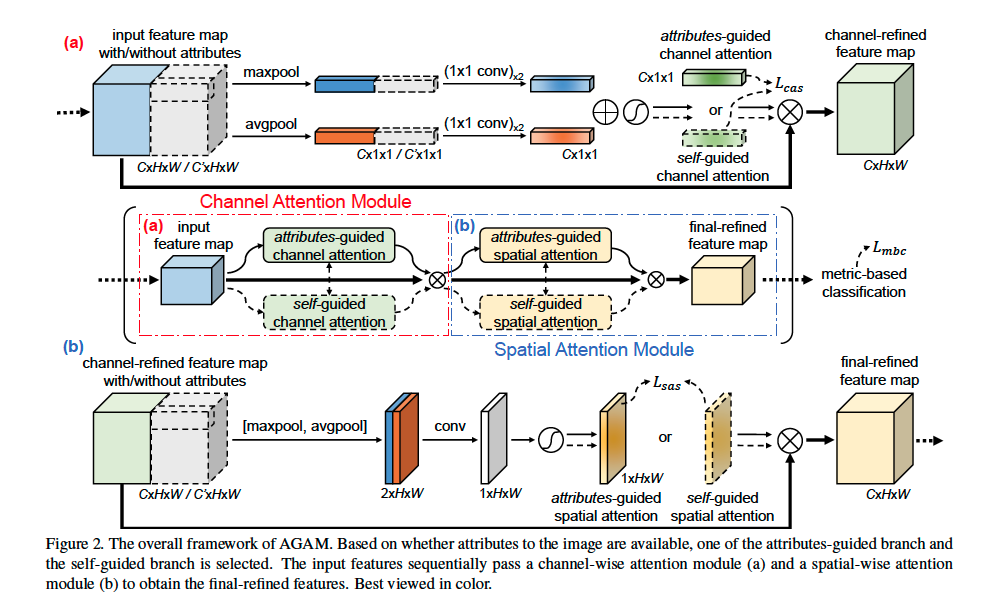 (a)
input feature map
with/without attributes
maxpool
(1x1 conv)x2
avgpool
(1x1 conv)x2
CxHxW / C'xHxW
Cx1x1 / C'x1x1
Cx1x1
attributes-guided
channel attention
Cx1x1
Lcas
or
self-guided
channel attention
channel-refined
feature map
CxHxW
Channel Attention Module
(a)
input
feature map
attributes-guided
channel attention
self-guided
channel attention
(b)
attributes-guided
spatial attention
self-guided
spatial attention
final-refined
feature map
Lmbc
metric-based
classification
Spatial Attention Module
(b)
channel-refined feature map
with/without attributes
[maxpool, avgpool]
conv
CxHxW / C'xHxW
2xHxW
1xHxW
Lsas
or
1xHxW
attributes-guided
spatial attention
self-guided
spatial attention
final-refined
feature map
CxHxW
Figure 2. The overall framework of AGAM. Based on whether attributes to the image are available, one of the attributes-guided branch and
the self-guided branch is selected. The input features sequentially pass a channel-wise attention module (a) and a spatial-wise attention
module (b) to obtain the final-refined features. Best viewed in color.